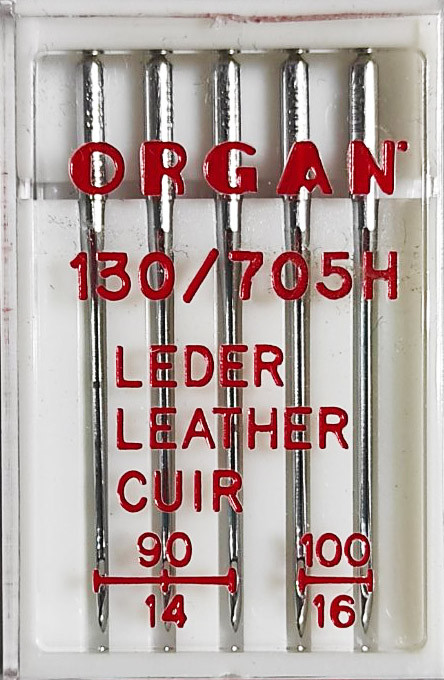 ORGAN
130/705H
LEDER
LEATHER
CUIR
90 100
14 16